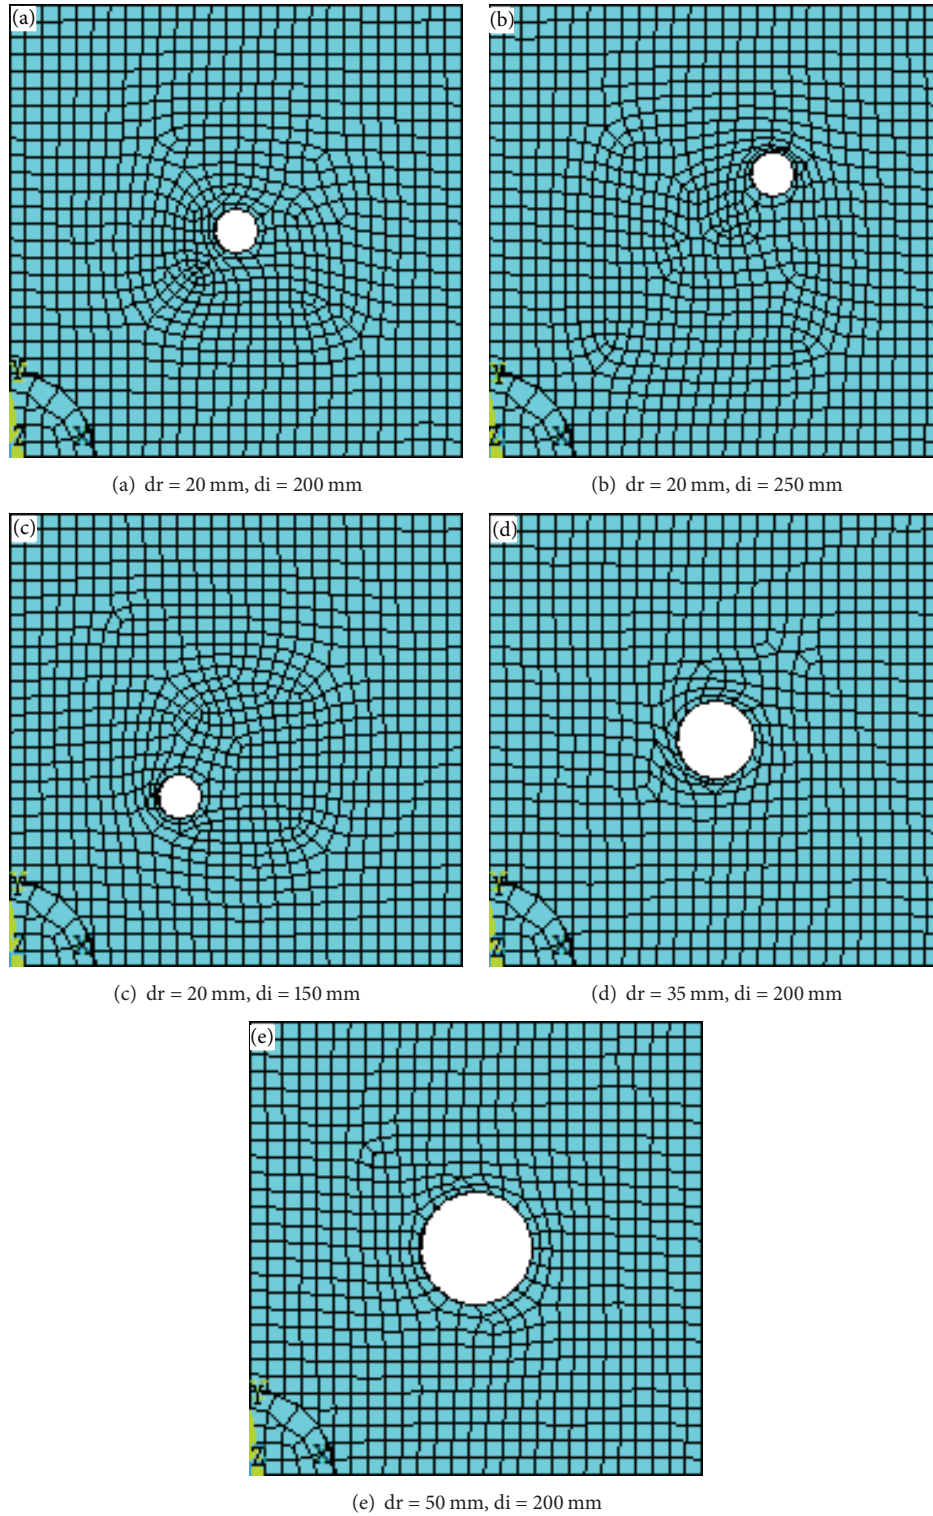 (a)
(b)
Y
Z
X
Y
Z
X
(a) dr = 20 mm, di = 200 mm
(b) dr = 20 mm, di = 250 mm
(c)
(d)
Y
Z
X
Y
Z
X
(c) dr = 20 mm, di = 150 mm
(d) dr = 35 mm, di = 200 mm
(e)
Y
Z
X
(e) dr = 50 mm, di = 200 mm